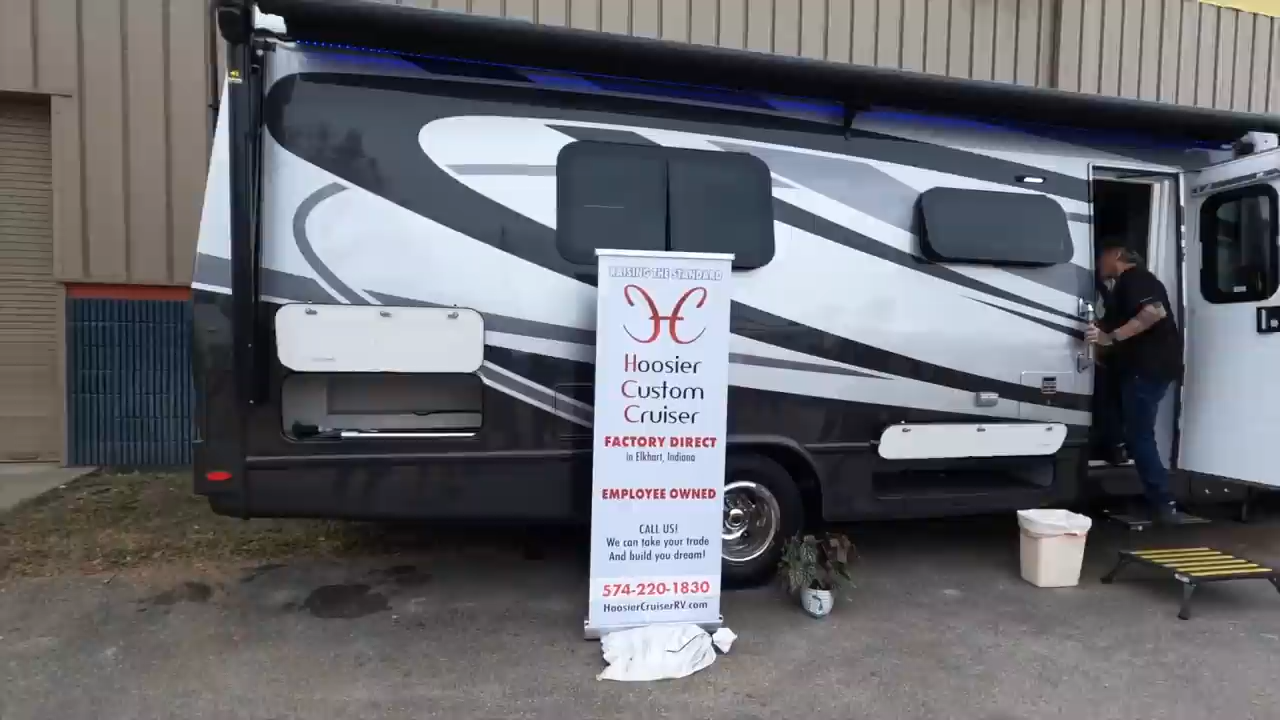 RAISING THE STANDARD
HC
Hoosier
Custom
Cruiser
FACTORY DIRECT
in Elkhart, Indiana
EMPLOYEE OWNED
CALL US!
We can take your trade
And build you dream!
574-220-1830
HoosierCruiserRV.com